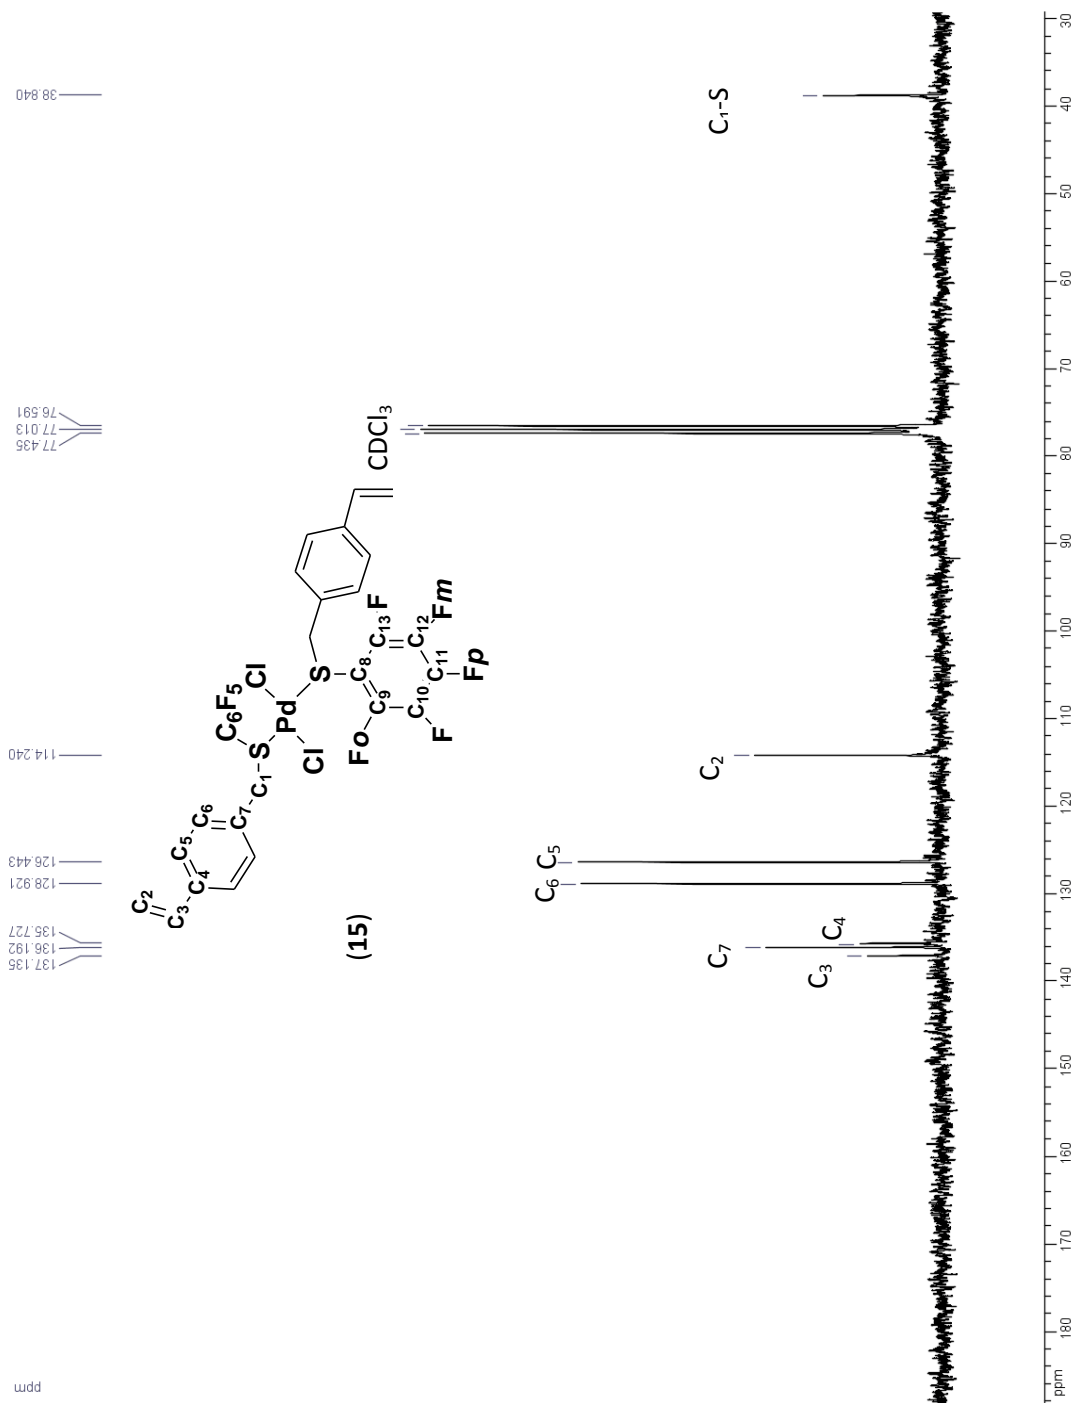 ppm
137.135
136.192
135.727
128.921
126.443
114.240
77.435
77.013
76.591
38.840
C2
C3
C4
C5
C6
C7
C1
S
C6F5
Pd
Cl
Cl
S
C8
C9
C10
C11
C12
C13
Fo
F
Fp
Fm
F
(15)
CDCl3
C3
C7
C4
C6
C5
C2
C1-S
ppm
180
170
160
150
140
130
120
110
100
90
80
70
60
50
40
30